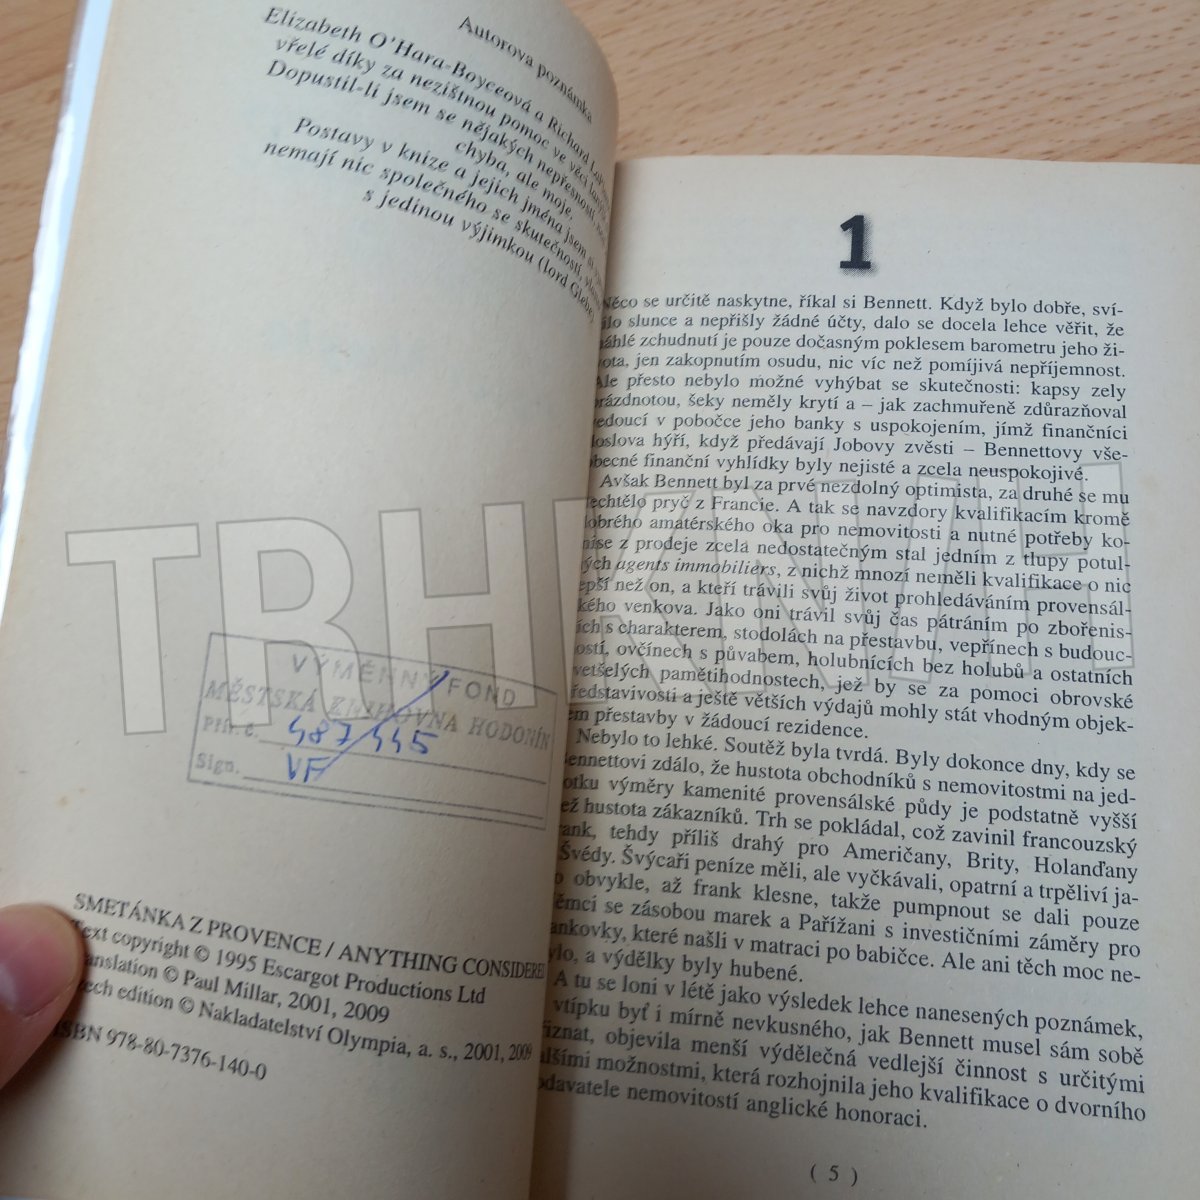 Autorova poznámka
Elizabeth O'Hara-Boyceová a Richard
vřelé díky za nezištnou pomoc ve věci
Dopustil-li jsem se nějakých nepřesností,
chyba, ale moje.
Postavy v knize a jejich jména jsem si
nemají nic společného se skutečností,
s jedinou výjimkou (lord Glebe)
VÝMĚNNÝ FOND
MĚSTSKÁ KNIHOVNA HODONÍN
Přír. č. 487445
Sign. VF
SMETÁNKA Z PROVENCE / ANYTHING CONSIDERED
Text copyright © 1995 Escargot Productions Ltd
Translation © Paul Millar, 2001, 2009
Czech edition © Nakladatelství Olympia, a. s., 2001, 2009
ISBN 978-80-7376-140-0
1
Něco se určitě naskytne, říkal si Bennett. Když bylo dobře, sví-
tilo slunce a nepřišly žádné účty, dalo se docela lehce věřit, že
náhlé zchudnutí je pouze dočasným poklesem barometru jeho ži-
vota, jen zakopnutím osudu, nic víc než pomíjivá nepříjemnost.
Ale přesto nebylo možné vyhýbat se skutečnosti: kapsy zely
prázdnotou, šeky neměly krytí a – jak zachmuřeně zdůrazňoval
vedoucí v pobočce jeho banky s uspokojením, jímž finančníci
doslova hýří, když předávají Jobovy zvěsti – Bennettovy vše-
obecné finanční vyhlídky byly nejisté a zcela neuspokojivé.
Avšak Bennett byl za prvé nezdolný optimista, za druhé se mu
nechtělo pryč z Francie. A tak se navzdory kvalifikacím kromě
dobrého amatérského oka pro nemovitosti a nutné potřeby ko-
mise z prodeje zcela nedostatečným stal jedním z tlupy potul-
ných agents immobiliers, z nichž mnozí neměli kvalifikace o nic
lepší než on, a kteří trávili svůj život prohledáváním provensál-
ského venkova. Jako oni trávil svůj čas pátráním po zbořenis-
tích s charakterem, stodolách na přestavbu, vepřínech s budouc-
ností, ovčínech s půvabem, holubnících bez holubů a ostatních
zvetšelých pamětihodnostech, jež by se za pomoci obrovské
představivosti a ještě větších výdajů mohly stát vhodným objek-
tem přestavby v žádoucí rezidence.
Nebylo to lehké. Soutěž byla tvrdá. Byly dokonce dny, kdy se
Bennettovi zdálo, že hustota obchodníků s nemovitostmi na jed-
notku výměry kamenité provensálské půdy je podstatně vyšší
než hustota zákazníků. Trh se pokládal, což zavinil francouzský
frank, tehdy příliš drahý pro Američany, Brity, Holanďany
i Švédy. Švýcaři peníze měli, ale vyčkávali, opatrní a trpěliví ja-
ko obvykle, až frank klesne, takže pumpnout se dali pouze
Němci se zásobou marek a Pařížani s investičními záměry pro
bankovky, které našli v matraci po babičce. Ale ani těch moc ne-
bylo, a výdělky byly hubené.
A tu se loni v létě jako výsledek lehce nanesených poznámek,
vtípku byť i mírně nevkusného, jak Bennett musel sám sobě
přiznat, objevila menší výdělečná vedlejší činnost s určitými
dalšími možnostmi, která rozhojnila jeho kvalifikace o dvorního
dodavatele nemovitostí anglické honoraci.
( 5 )
TRHKNIH